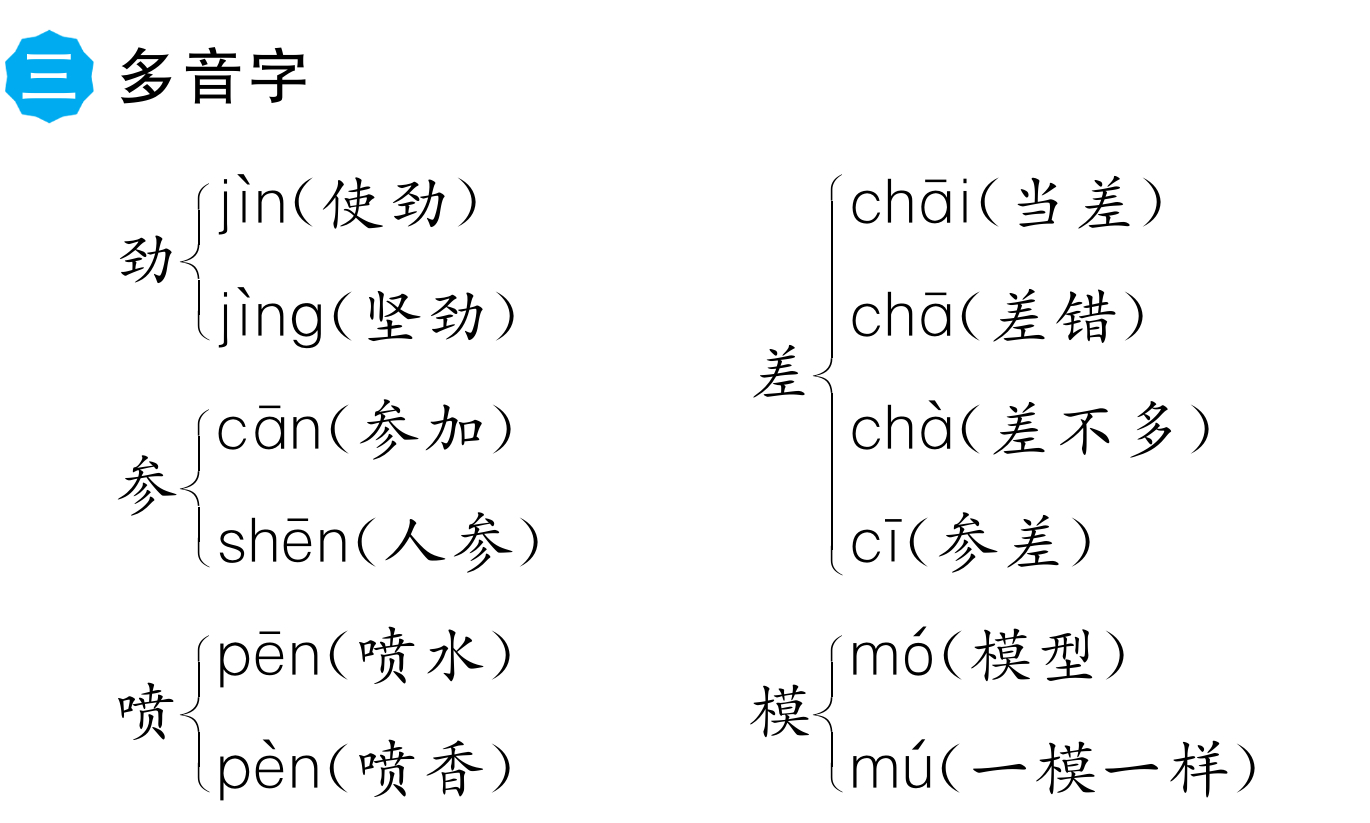 三 多音字
劲
jìn(使劲)
jìng(坚劲)
参
cān(参加)
shēn(人参)
喷
pēn(喷水)
pèn(喷香)
差
chāi(当差)
chā(差错)
chà(差不多)
cī(参差)
模
mó(模型)
mú(一模一样)